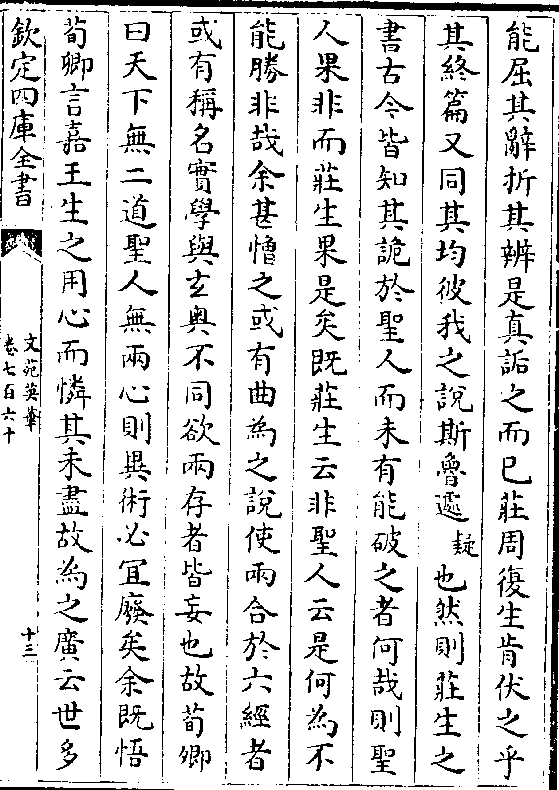 能屈其辭折其辨是真詬之而已莊周復生肯伏之乎
其終篇又同其均彼我之說斯魯遽疑也然則莊生之
書古今皆知其詭於聖人而未有能破之者何哉則聖
人果非而莊生果是矣既莊生云非聖人云是何為不
能勝非哉余甚憎之或有曲為之說使兩合於六經者
或有稱名實學與玄奧不同欲兩存者皆妄也故荀卿
曰天下無二道聖人無兩心則異術必宜廢矣余既悟
荀卿言嘉王生之用心而憐其未盡故為之廣云世多
欽定四庫全書
文苑英華
卷七百六十
十三